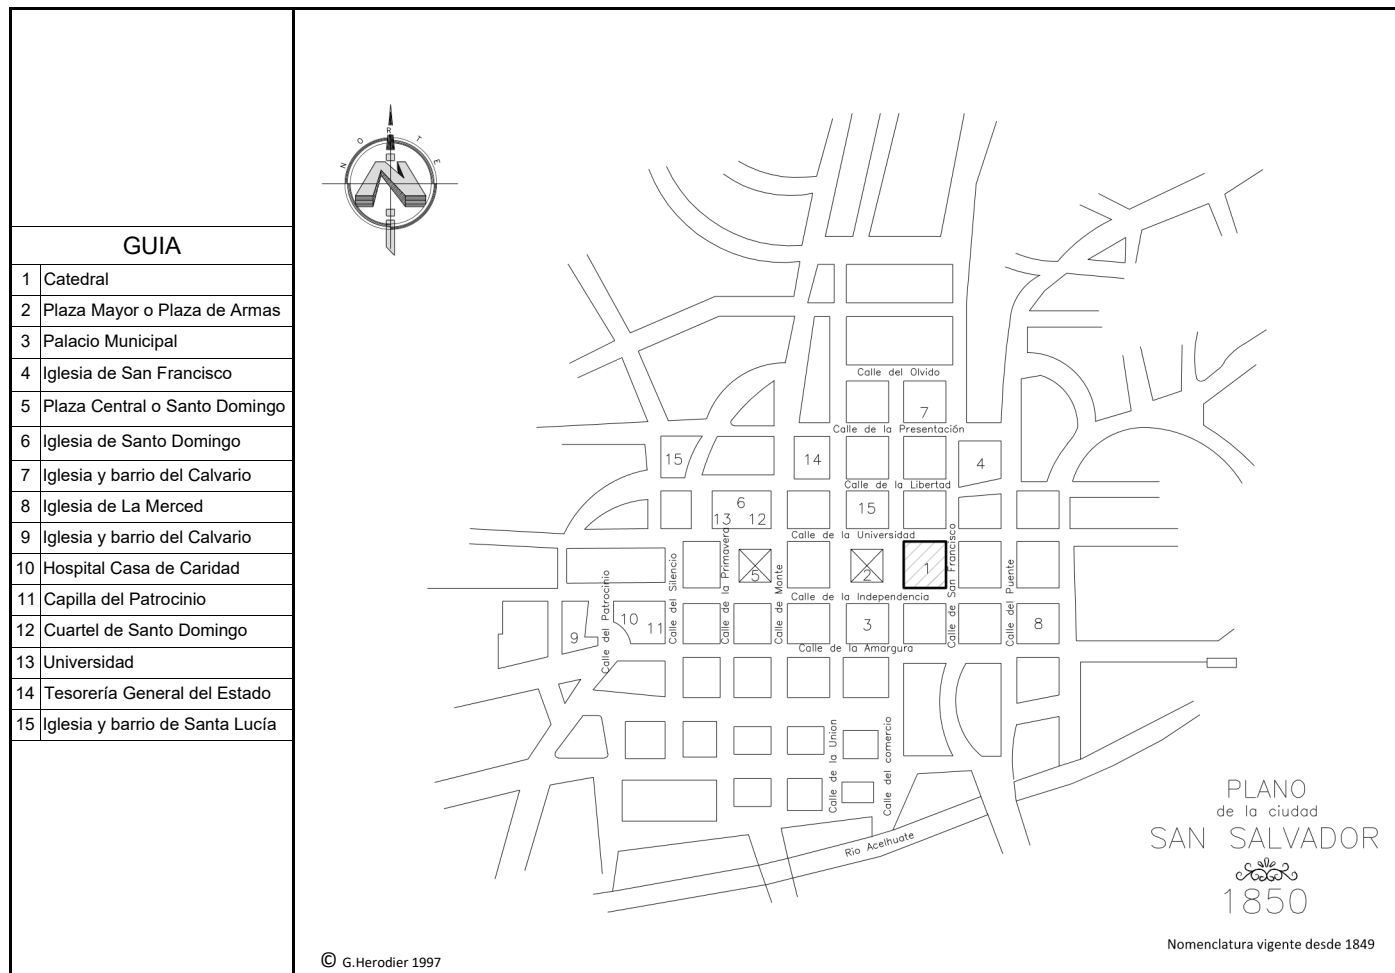 N O R T E
GUIA
1 Catedral
2 Plaza Mayor o Plaza de Armas
3 Palacio Municipal
4 Iglesia de San Francisco
5 Plaza Central o Santo Domingo
6 Iglesia de Santo Domingo
7 Iglesia y barrio del Calvario
8 Iglesia de La Merced
9 Iglesia y barrio del Calvario
10 Hospital Casa de Caridad
11 Capilla del Patrocinio
12 Cuartel de Santo Domingo
13 Universidad
14 Tesorería General del Estado
15 Iglesia y barrio de Santa Lucía
Calle del Olvido
7
Calle de la Presentación
15
14
4
Calle de la Libertad
6
13 12
15
Calle de la Universidad
5
2
1
Calle de la Independencia
Calle del Patrocinio
Calle del Silencio
Calle de la Primavera
Calle de Monte
Calle de San Francisco
Calle del Puente
9
10
11
3
8
Calle de la Amargura
Calle de la Union
Calle del comercio
Rio Acelhuate
PLANO
de la ciudad
SAN SALVADOR
1850
Nomenclatura vigente desde 1849
© G.Herodier 1997